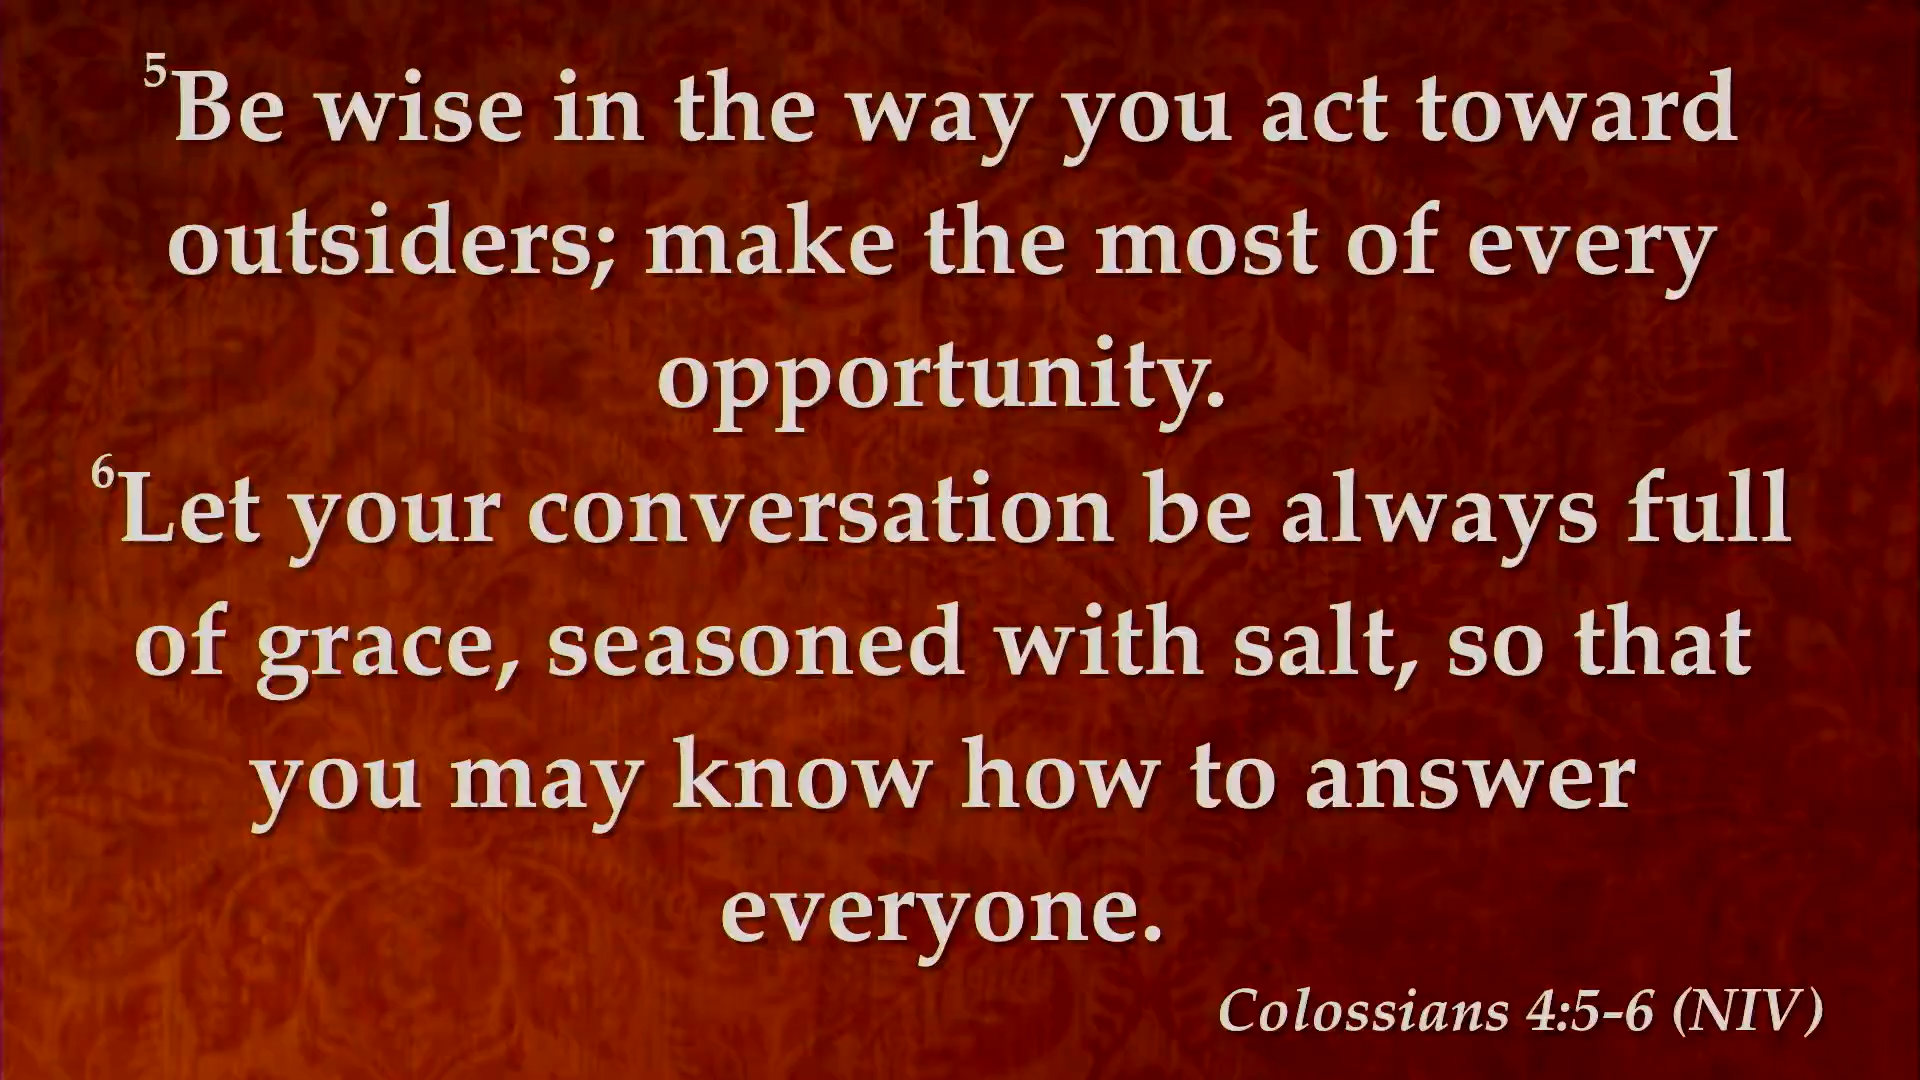 5Be wise in the way you act toward
outsiders; make the most of every
opportunity.
6Let your conversation be always full
of grace, seasoned with salt, so that
you may know how to answer
everyone.
Colossians 4:5-6 (NIV)